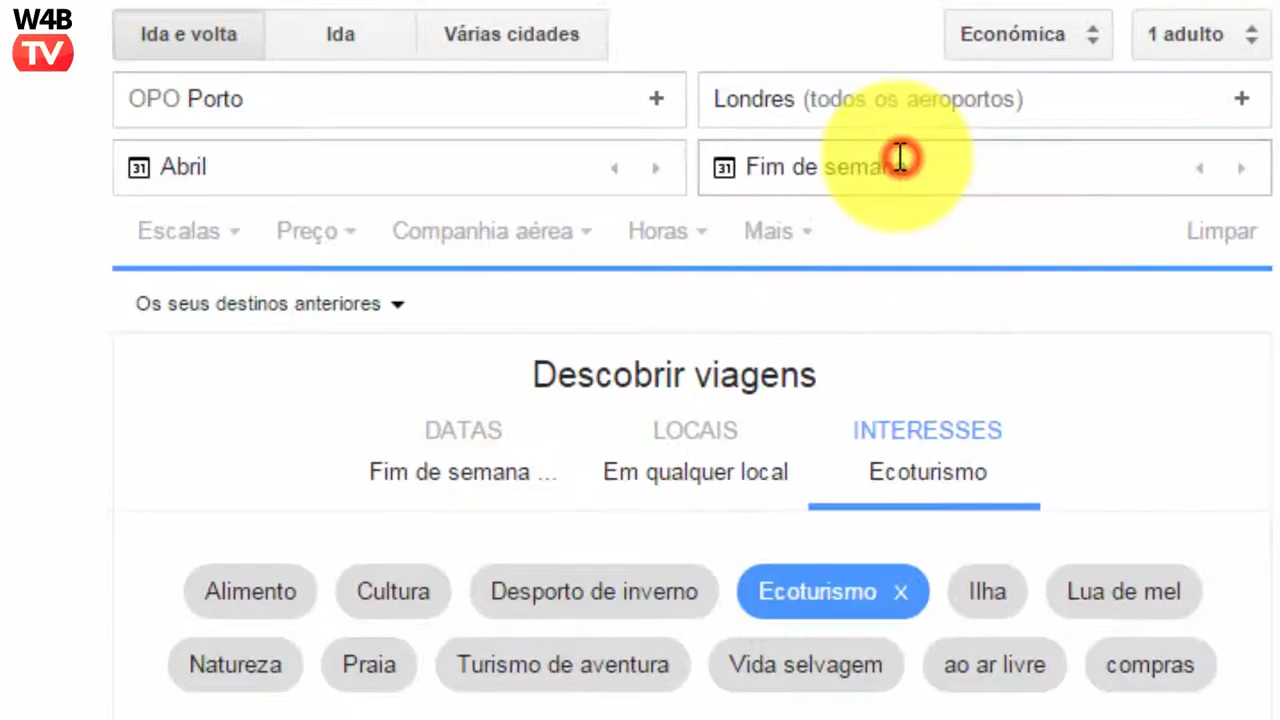 W4B
TV
Ida e volta Ida Várias cidades Económica 1 adulto
OPO Porto + Londres (todos os aeroportos) +
31 Abril 31 Fim de semana
Escalas Preço Companhia aérea Horas Mais Limpar
Os seus destinos anteriores
Descobrir viagens
DATAS LOCAIS INTERESSES
Fim de semana ... Em qualquer local Ecoturismo
Alimento Cultura Desporto de inverno Ecoturismo X Ilha Lua de mel
Natureza Praia Turismo de aventura Vida selvagem ao ar livre compras